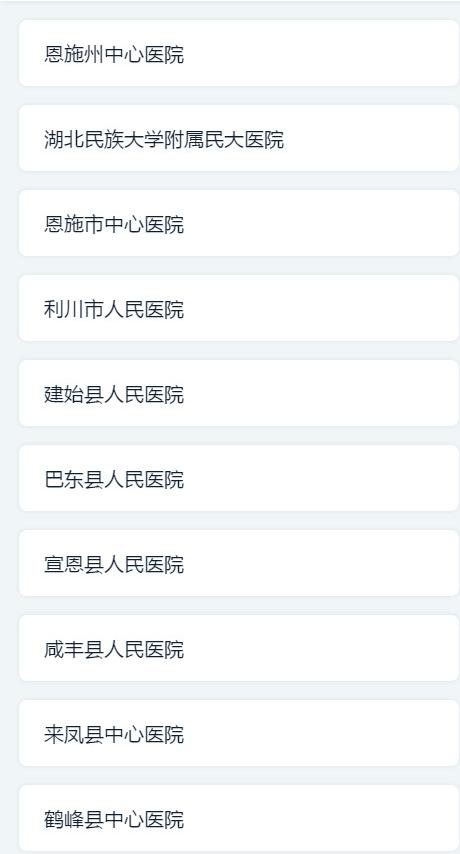 恩施州中心医院
湖北民族大学附属民大医院
恩施市中心医院
利川市人民医院
建始县人民医院
巴东县人民医院
宣恩县人民医院
咸丰县人民医院
来凤县中心医院
鹤峰县中心医院